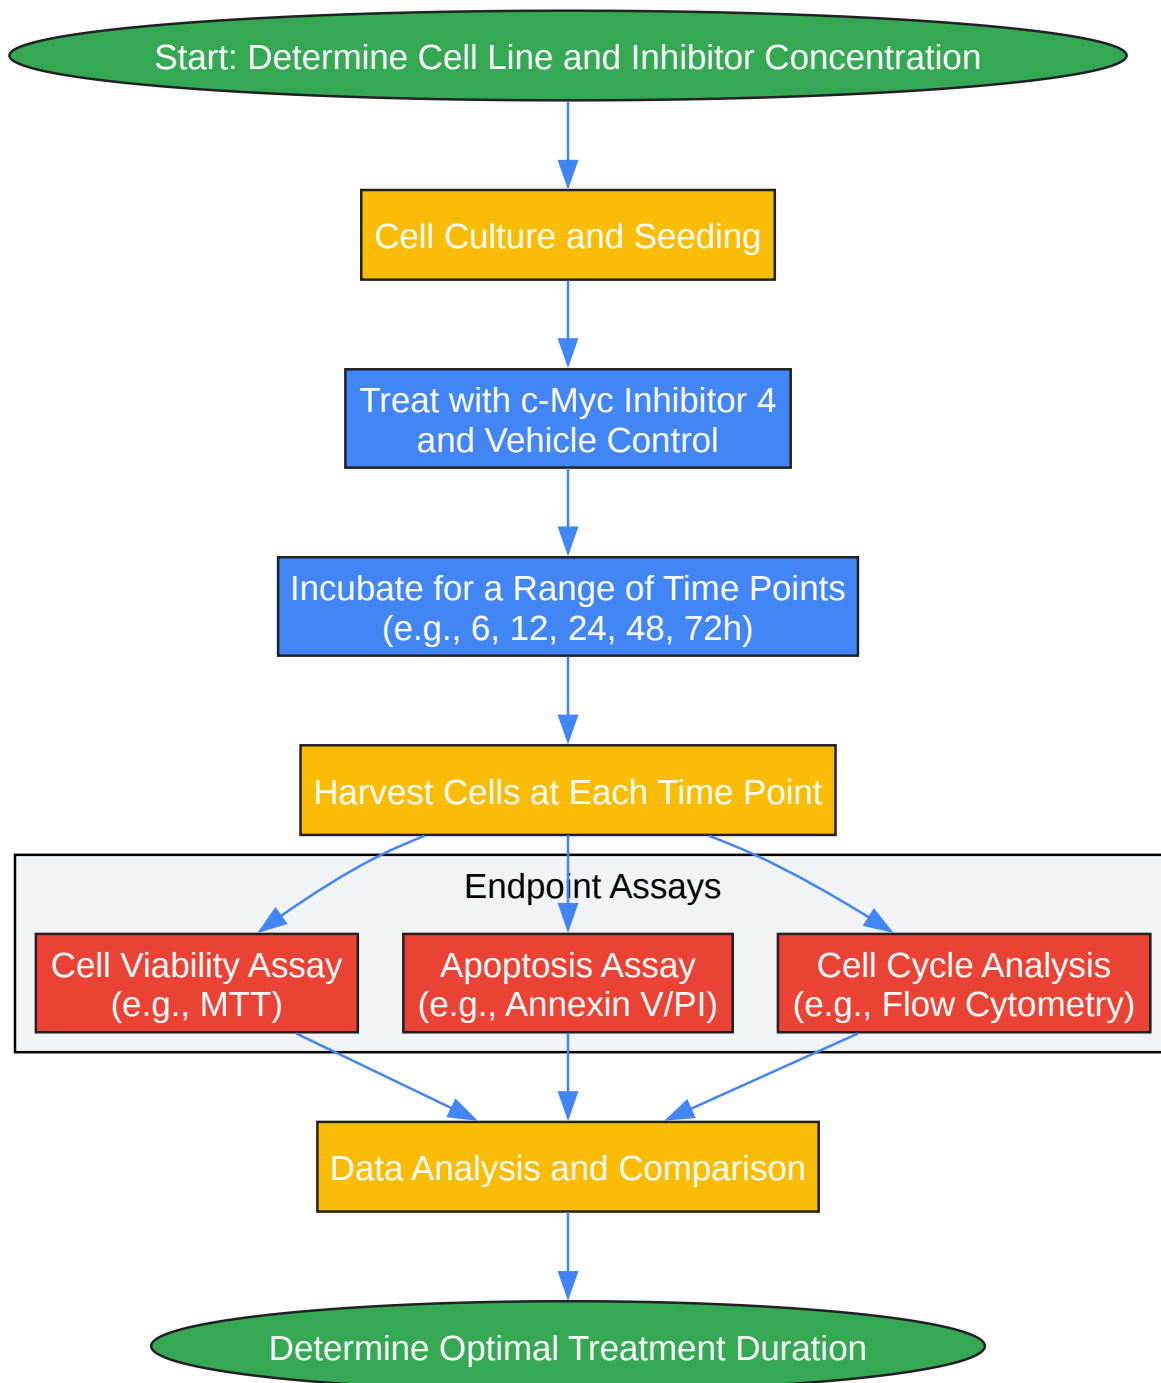 Start: Determine Cell Line and Inhibitor Concentration
Cell Culture and Seeding
Treat with c-Myc Inhibitor 4
and Vehicle Control
Incubate for a Range of Time Points
(e.g., 6, 12, 24, 48, 72h)
Harvest Cells at Each Time Point
Endpoint Assays
Cell Viability Assay
(e.g., MTT)
Apoptosis Assay
(e.g., Annexin V/PI)
Cell Cycle Analysis
(e.g., Flow Cytometry)
Data Analysis and Comparison
Determine Optimal Treatment Duration